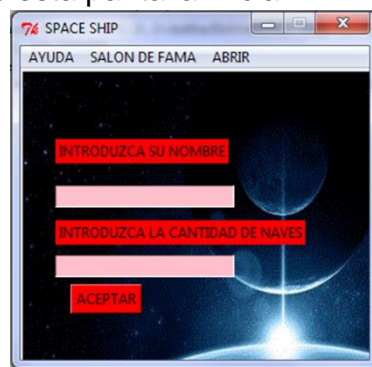 SPACE SHIP
AYUDA SALON DE FAMA ABRIR
INTRODUZCA SU NOMBRE
INTRODUZCA LA CANTIDAD DE NAVES
ACEPTAR